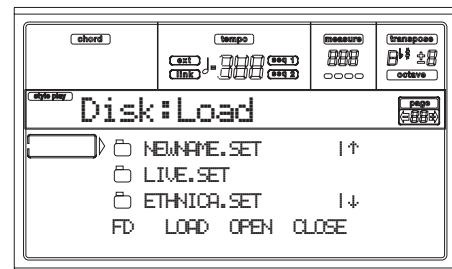 chord tempo measure transpose
ext seq 1
link seq 2
octave
style play Disk:Load page
NEWNAME.SET
LIVE.SET
ETHNICA.SET
FD LOAD OPEN CLOSE